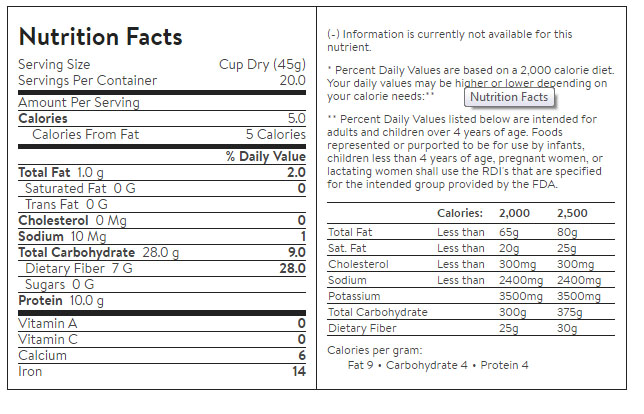 Nutrition Facts
Serving Size Cup Dry (45g)
Servings Per Container 20.0
Amount Per Serving
Calories 5.0
Calories From Fat 5 Calories
% Daily Value
Total Fat 1.0 g 2.0
Saturated Fat 0 G 0
Trans Fat 0 G
Cholesterol 0 Mg 0
Sodium 10 Mg 1
Total Carbohydrate 28.0 g 9.0
Dietary Fiber 7 G 28.0
Sugars 0 G
Protein 10.0 g
Vitamin A 0
Vitamin C 0
Calcium 6
Iron 14
(-) Information is currently not available for this
nutrient.
* Percent Daily Values are based on a 2,000 calorie diet.
Your daily values may be higher or lower depending on
your calorie needs:**
Nutrition Facts
** Percent Daily Values listed below are intended for
adults and children over 4 years of age. Foods
represented or purported to be for use by infants,
children less than 4 years of age, pregnant women, or
lactating women shall use the RDI's that are specified
for the intended group provided by the FDA.
Calories: 2,000 2,500
Total Fat Less than 65g 80g
Sat. Fat Less than 20g 25g
Cholesterol Less than 300mg 300mg
Sodium Less than 2400mg 2400mg
Potassium 3500mg 3500mg
Total Carbohydrate 300g 375g
Dietary Fiber 25g 30g
Calories per gram:
Fat 9 • Carbohydrate 4 • Protein 4